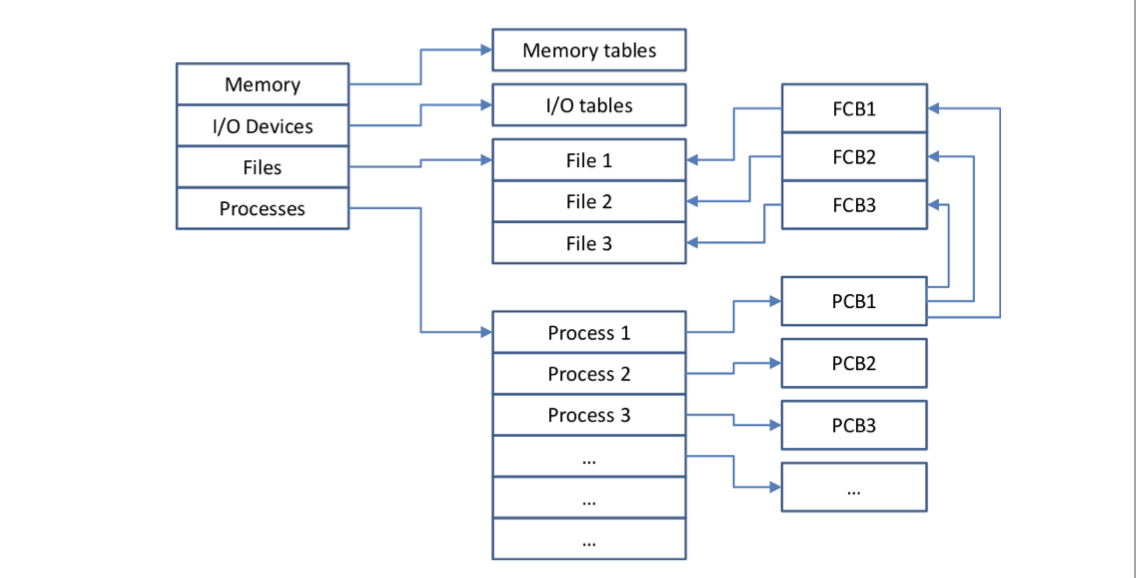 Memory
I/O Devices
Files
Processes
Memory tables
I/O tables
File 1
File 2
File 3
Process 1
Process 2
Process 3
...
...
...
FCB1
FCB2
FCB3
PCB1
PCB2
PCB3
...